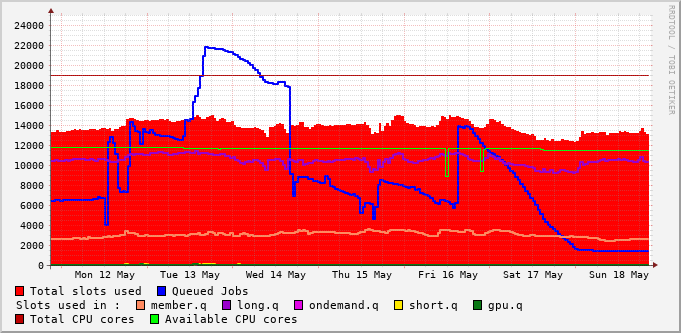 24000
22000
20000
18000
16000
14000
12000
10000
8000
6000
4000
2000
0
Mon 12 May Tue 13 May Wed 14 May Thu 15 May Fri 16 May Sat 17 May Sun 18 May
Total slots used Queued Jobs
Slots used in : member.q long.q ondemand.q short.q gpu.q
Total CPU cores Available CPU cores
RRDTOOL / TOBI OETIKER